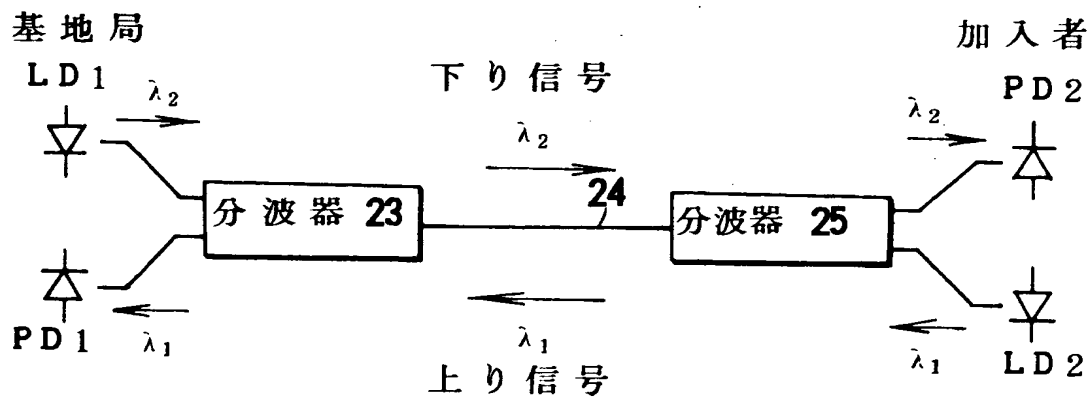 基地局
LD1
λ2
下り信号
λ2
加入者
PD2
λ2
分波器 23
24
分波器 25
PD1
λ1
λ1
上り信号
λ1
LD2